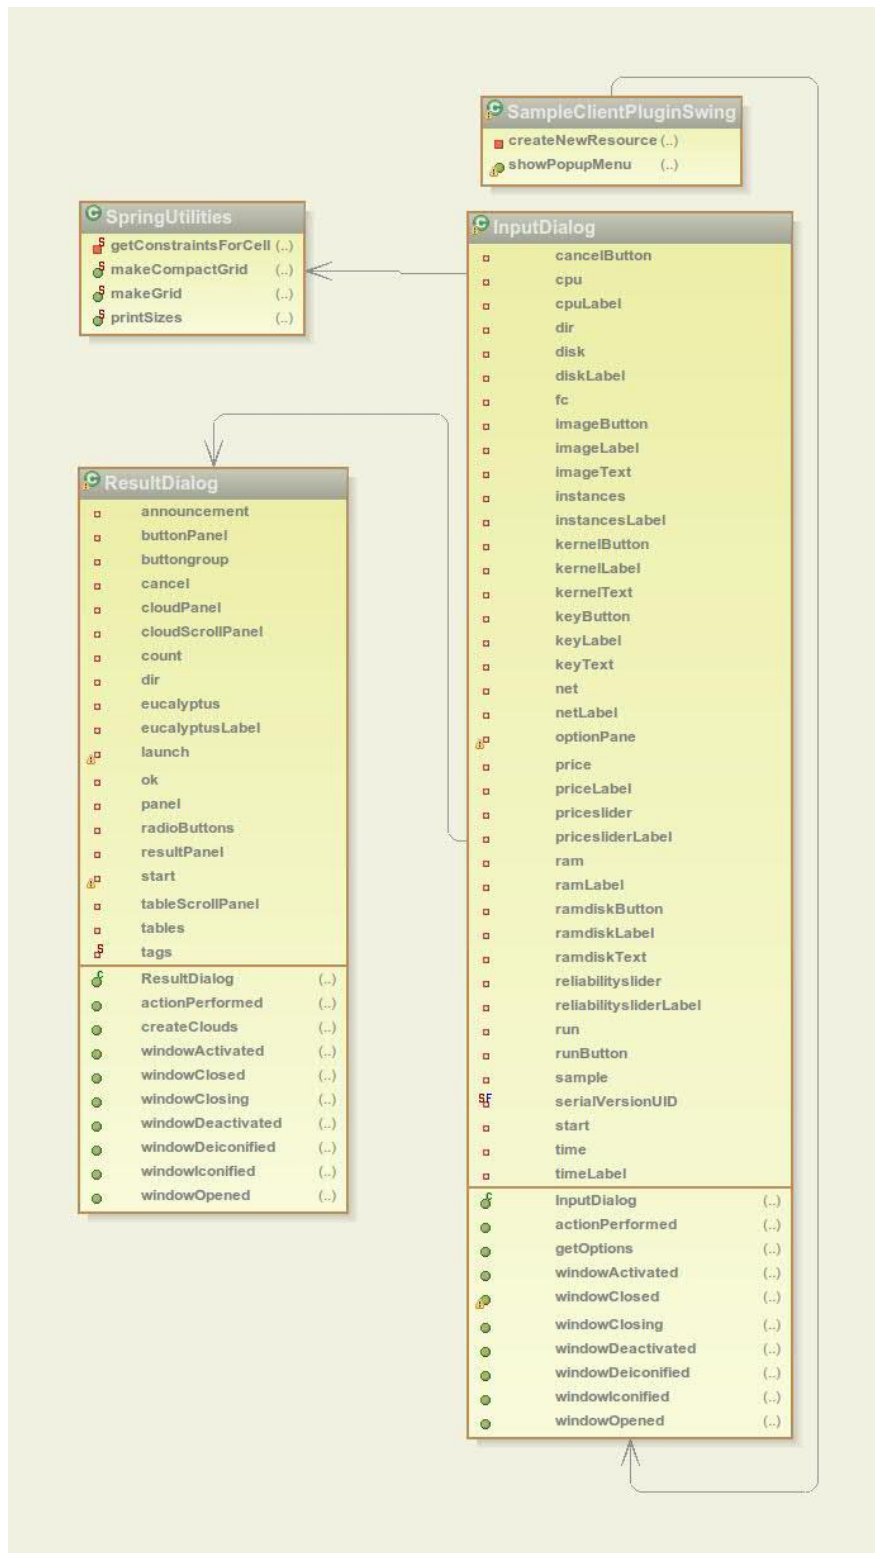 SampleClientPluginSwing
createNewResource (..)
showPopupMenu (..)
SpringUtilities
getConstraintsForCell (..)
makeCompactGrid (..)
makeGrid (..)
printSizes (..)
InputDialog
cancelButton
cpu
cpuLabel
dir
disk
diskLabel
fc
imageButton
imageLabel
imageText
instances
instancesLabel
kernelButton
kernelLabel
kernelText
keyButton
keyLabel
keyText
net
netLabel
optionPane
price
priceLabel
priceslider
pricesliderLabel
ram
ramLabel
ramdiskButton
ramdiskLabel
ramdiskText
reliabilityslider
reliabilitysliderLabel
run
runButton
sample
serialVersionUID
start
time
timeLabel
InputDialog (..)
actionPerformed (..)
getOptions (..)
windowActivated (..)
windowClosed (..)
windowClosing (..)
windowDeactivated (..)
windowDeiconified (..)
windowIconified (..)
windowOpened (..)
ResultDialog
announcement
buttonPanel
buttongroup
cancel
cloudPanel
cloudScrollPanel
count
dir
eucalyptus
eucalyptusLabel
launch
ok
panel
radioButtons
resultPanel
start
tableScrollPanel
tables
tags
ResultDialog (..)
actionPerformed (..)
createClouds (..)
windowActivated (..)
windowClosed (..)
windowClosing (..)
windowDeactivated (..)
windowDeiconified (..)
windowIconified (..)
windowOpened (..)